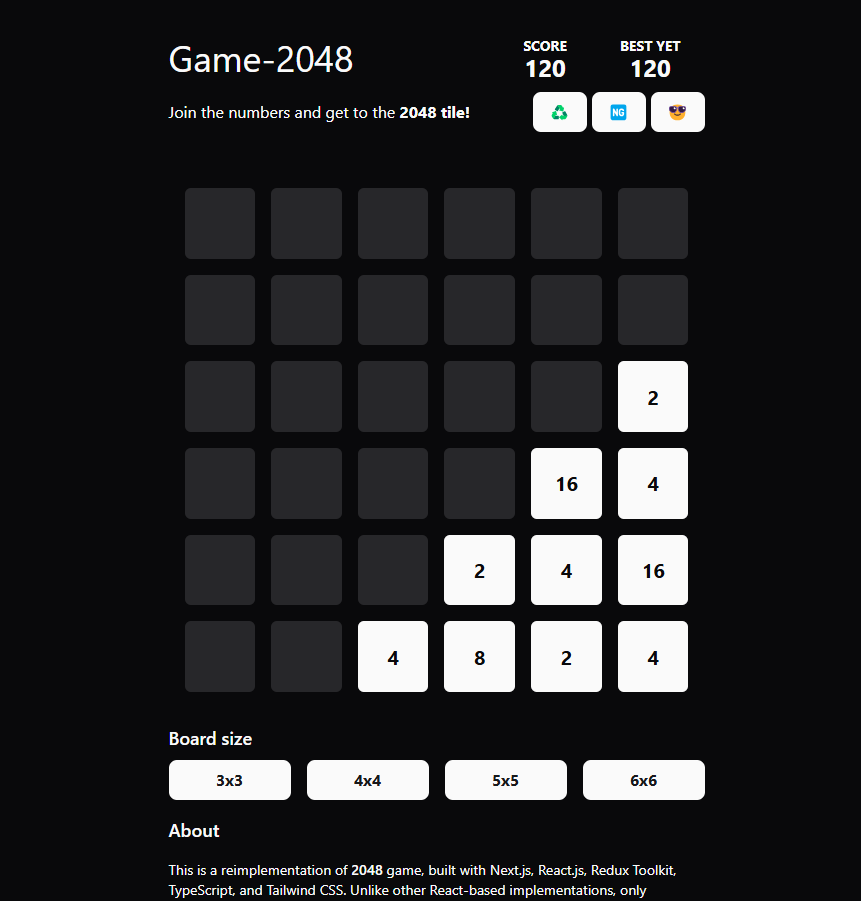 Game-2048
SCORE
120
BEST YET
120
Join the numbers and get to the 2048 tile!
NG
2
16 4
2 4 16
4 8 2 4
Board size
3x3 4x4 5x5 6x6
About
This is a reimplementation of 2048 game, built with Next.js, React.js, Redux Toolkit,
TypeScript, and Tailwind CSS. Unlike other React-based implementations, only